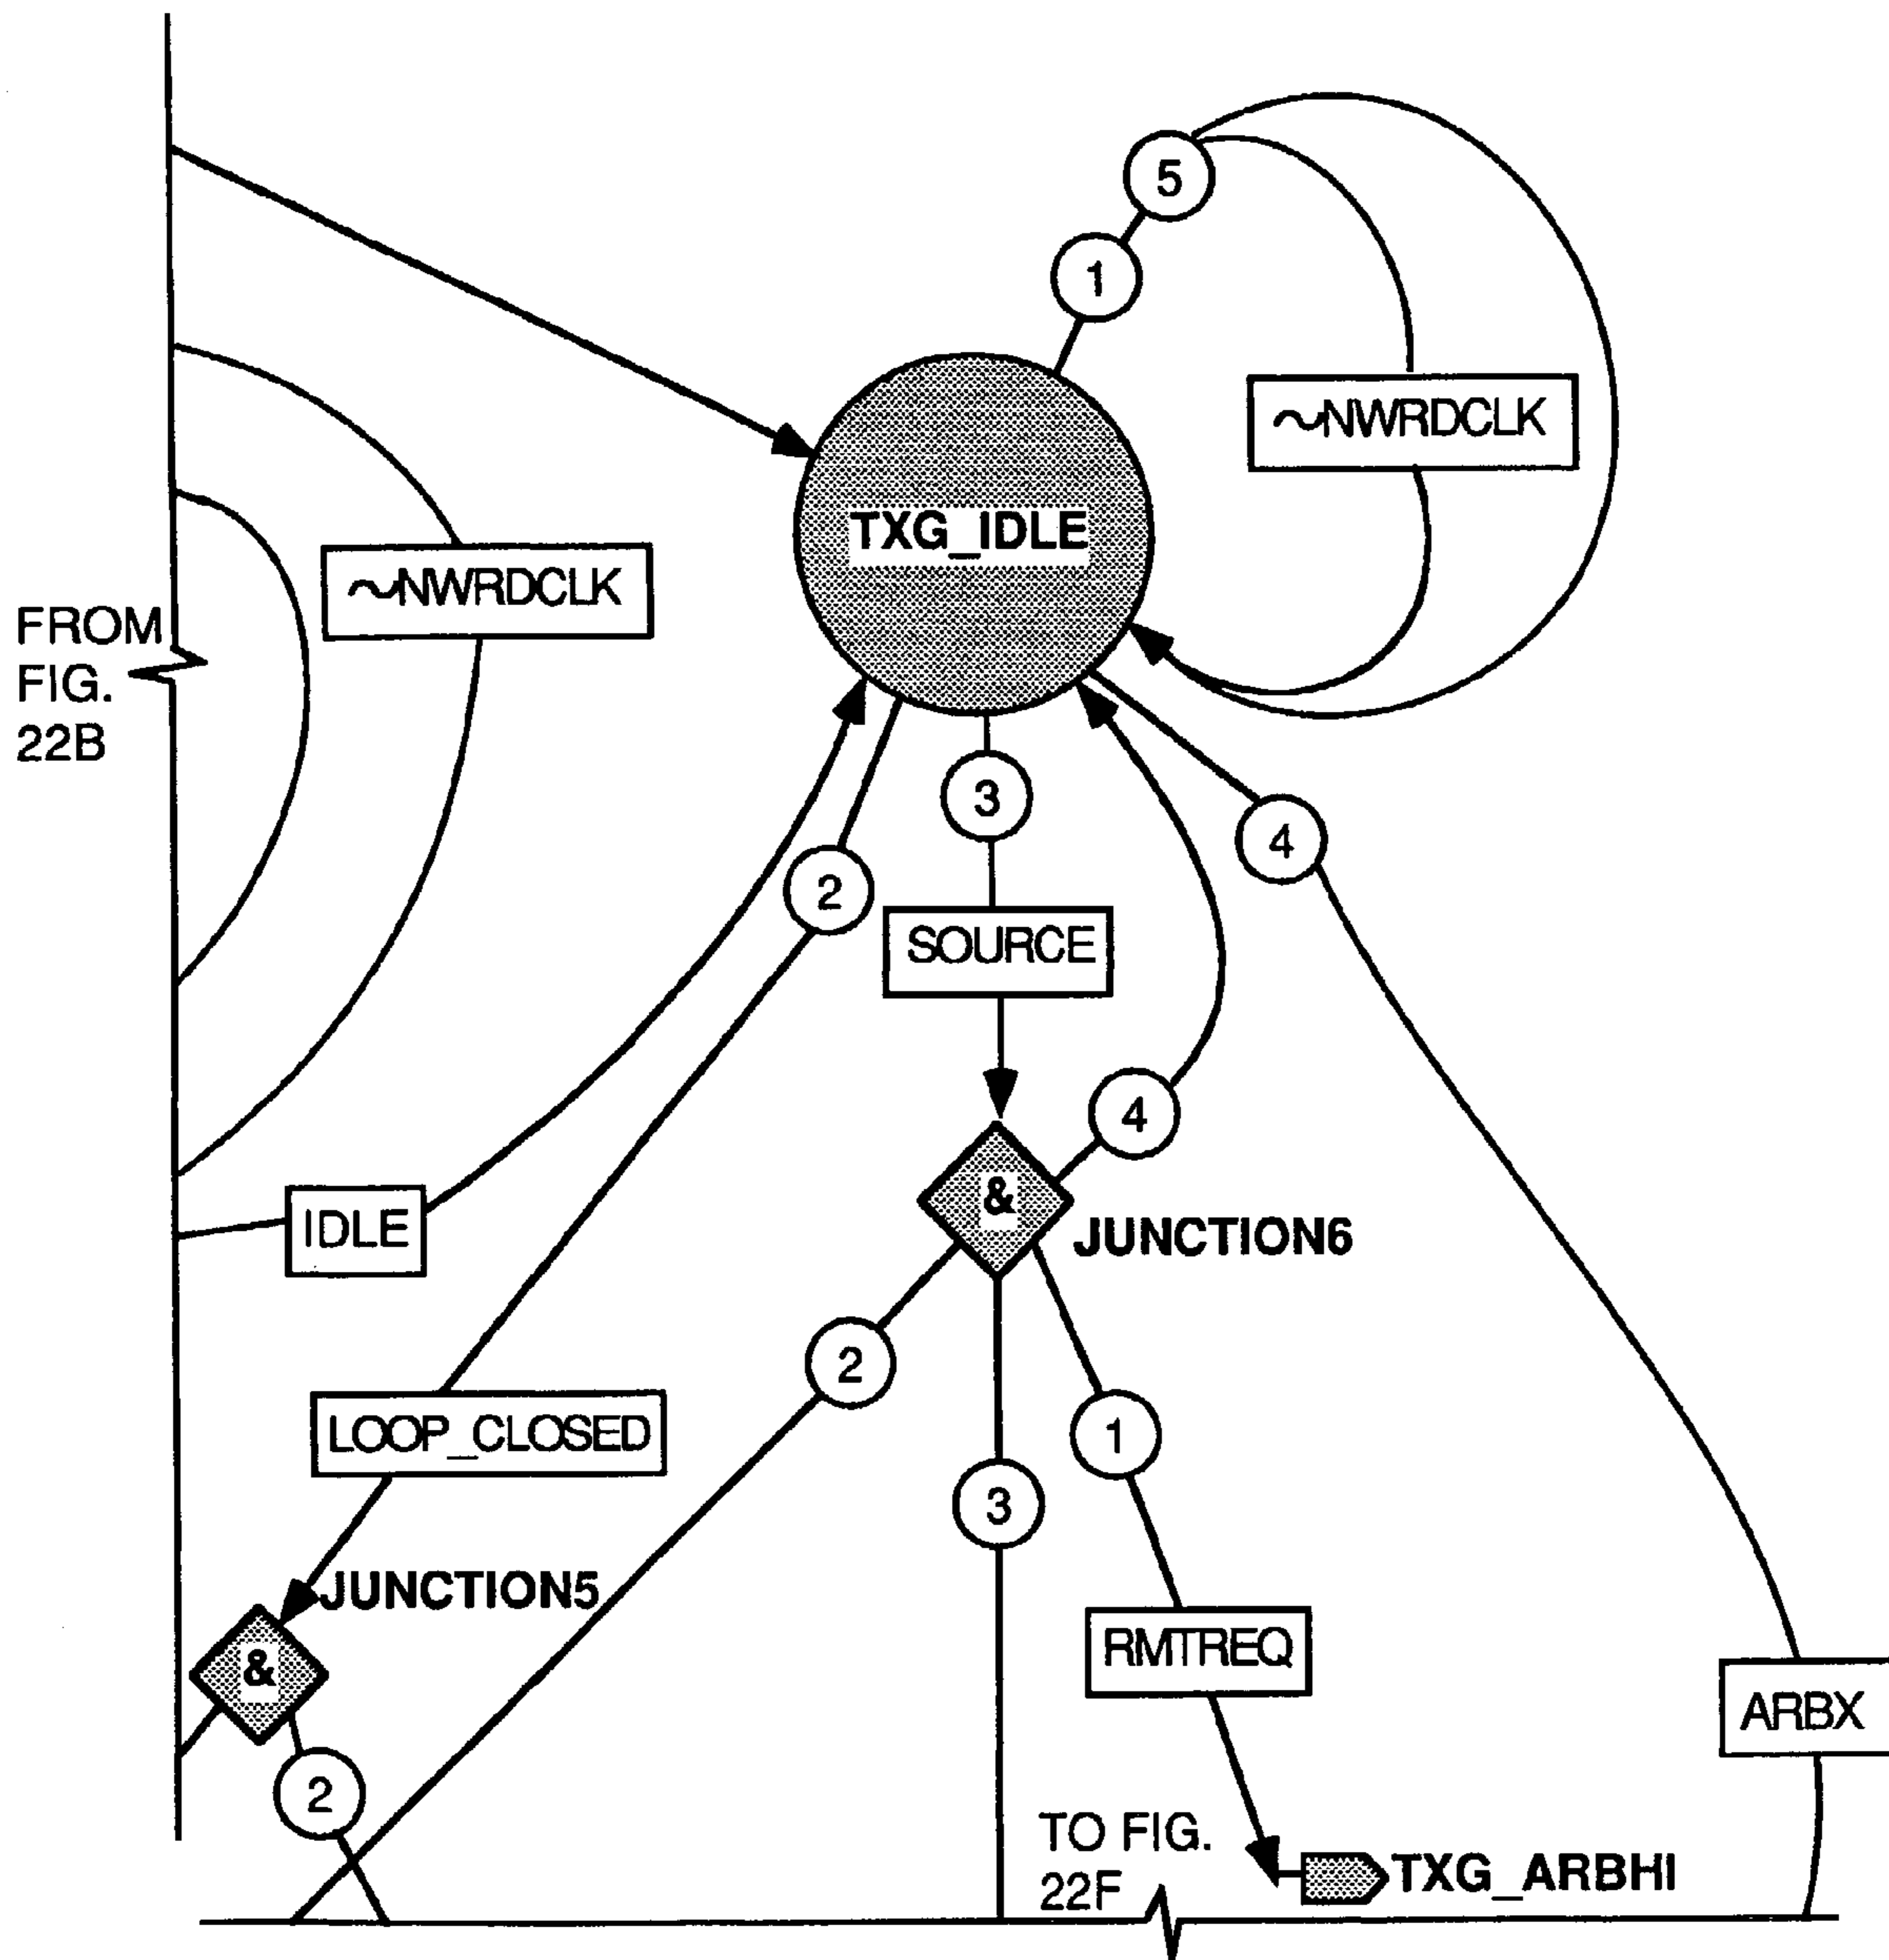 5
1
~NWRDCLK
TXG_IDLE
~NWRDCLK
FROM
FIG.
22B
3
4
2
SOURCE
4
&
JUNCTION6
IDLE
2
LOOP_CLOSED
1
3
JUNCTION5
RMTREQ
&
ARBX
2
TO FIG.
22F
TXG_ARBHI